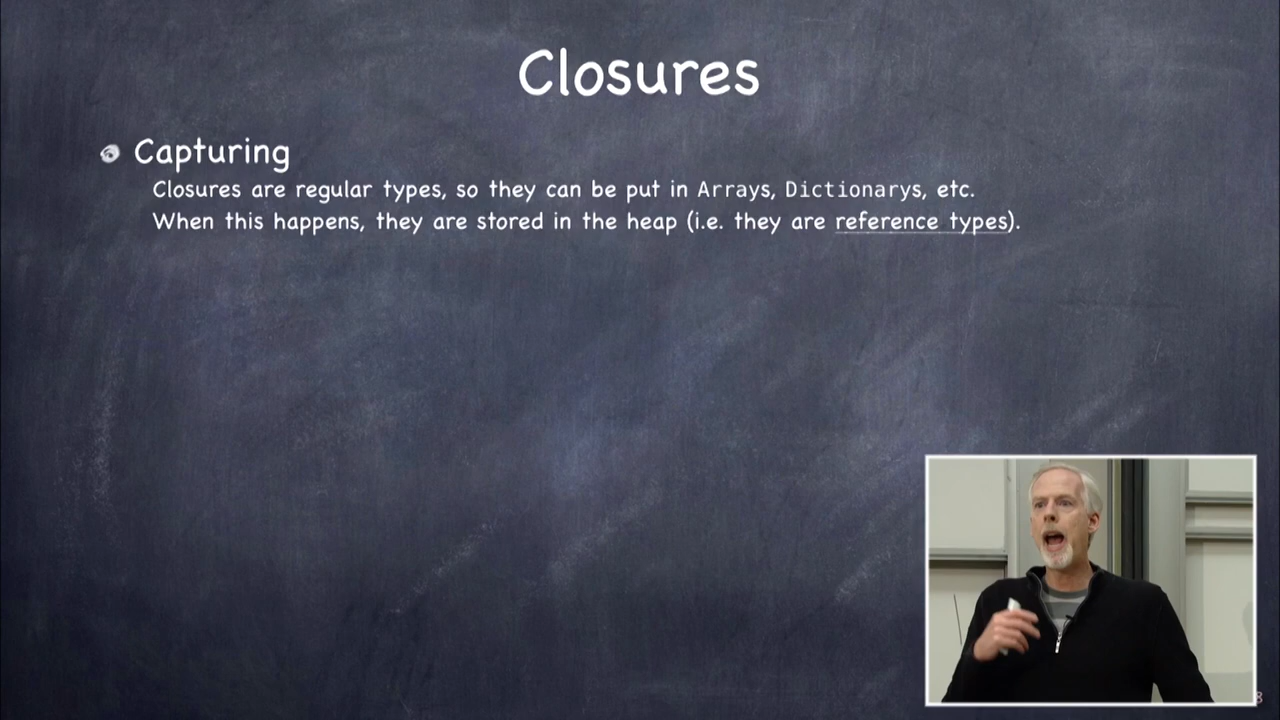 Closures
Capturing
Closures are regular types, so they can be put in Arrays, Dictionarys, etc.
When this happens, they are stored in the heap (i.e. they are reference types).
8